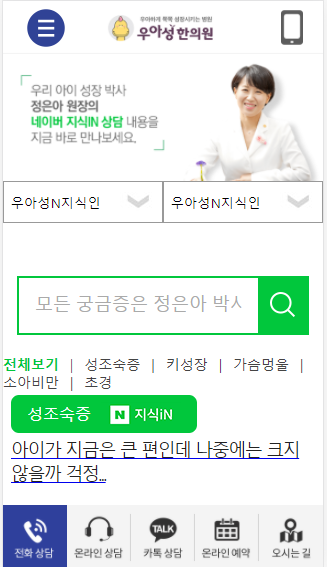 우아하게 쭉쭉 성장시키는 병원
우아성한의원
우리 아이 성장 박사
정은아 원장의
네이버 지식IN 상담 내용을
지금 바로 만나보세요.
우아성N지식인
우아성N지식인
모든 궁금증은 정은아 박사
전체보기 | 성조숙증 | 키성장 | 가슴멍울 |
소아비만 | 초경
성조숙증 N 지식iN
아이가 지금은 큰 편인데 나중에는 크지
않을까 걱정...
전화 상담
TALK
온라인 상담
카톡 상담
온라인 예약
오시는 길